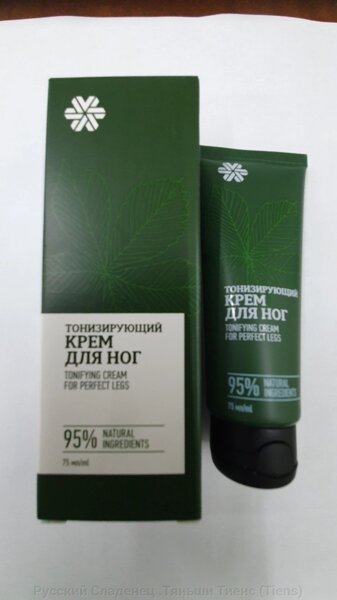 ТОНИЗИРУЮЩИЙ
КРЕМ
ДЛЯ НОГ
TONIFYING CREAM
FOR PERFECT LEGS
95% NATURAL
INGREDIENTS
75 мл/ml
ТОНИЗИРУЮЩИЙ
КРЕМ
ДЛЯ НОГ
TONIFYING CREAM
FOR PERFECT LEGS
95% NATURAL
INGREDIENTS
75 мл/ml
Русский Сладенец..Тяньши Тиенс (Tiens)